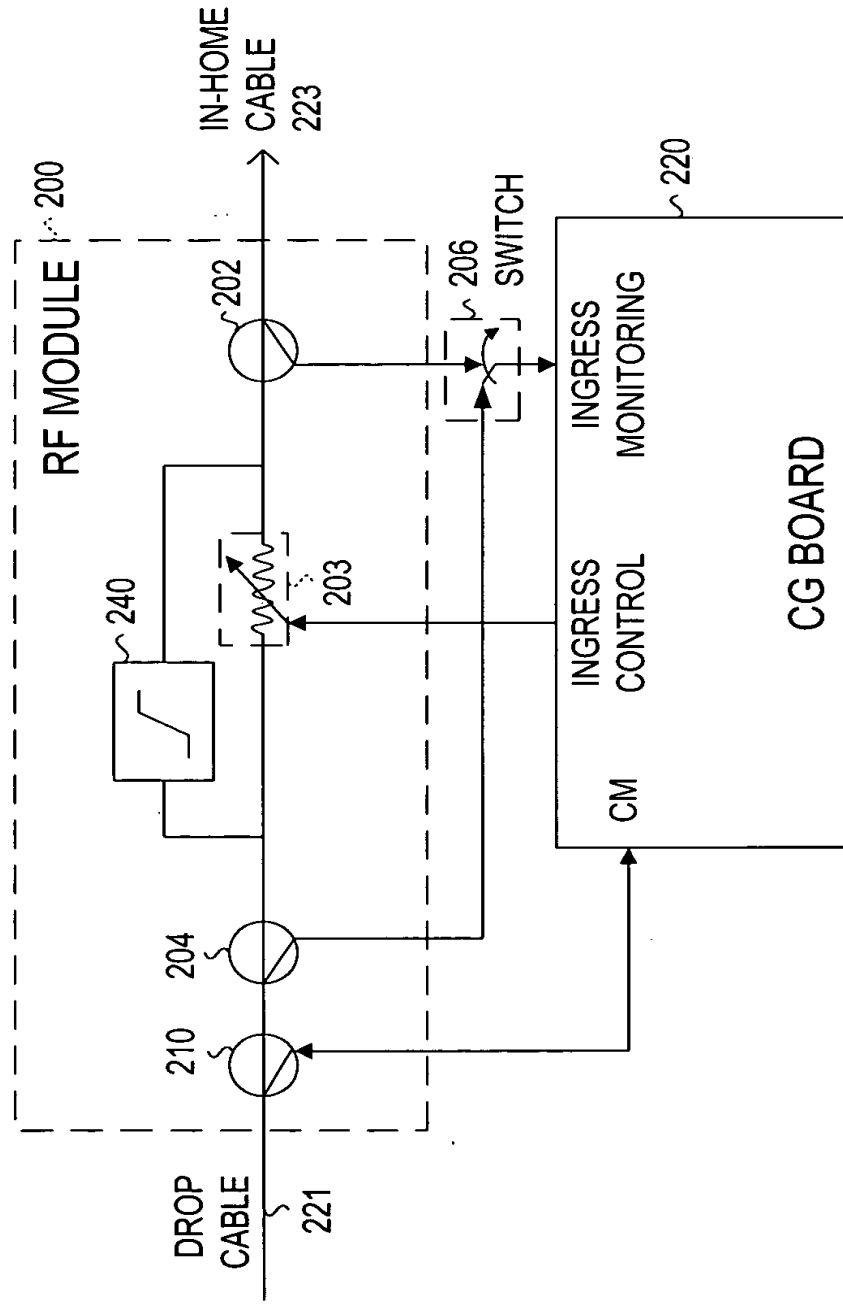 200
RF MODULE
IN-HOME
CABLE
223
202
240
203
204
210
DROP
CABLE
221
206
SWITCH
220
INGRESS
MONITORING
INGRESS
CONTROL
CM
CG BOARD